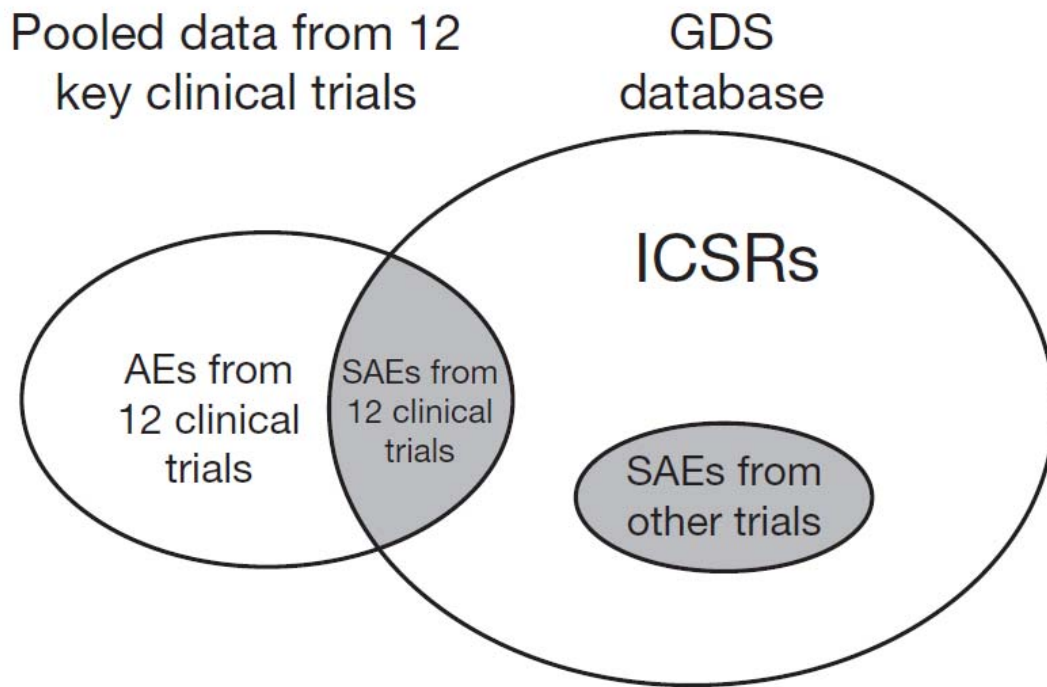 Pooled data from 12
key clinical trials
GDS
database
ICSRs
AEs from
12 clinical
trials
SAEs from
12 clinical
trials
SAEs from
other trials